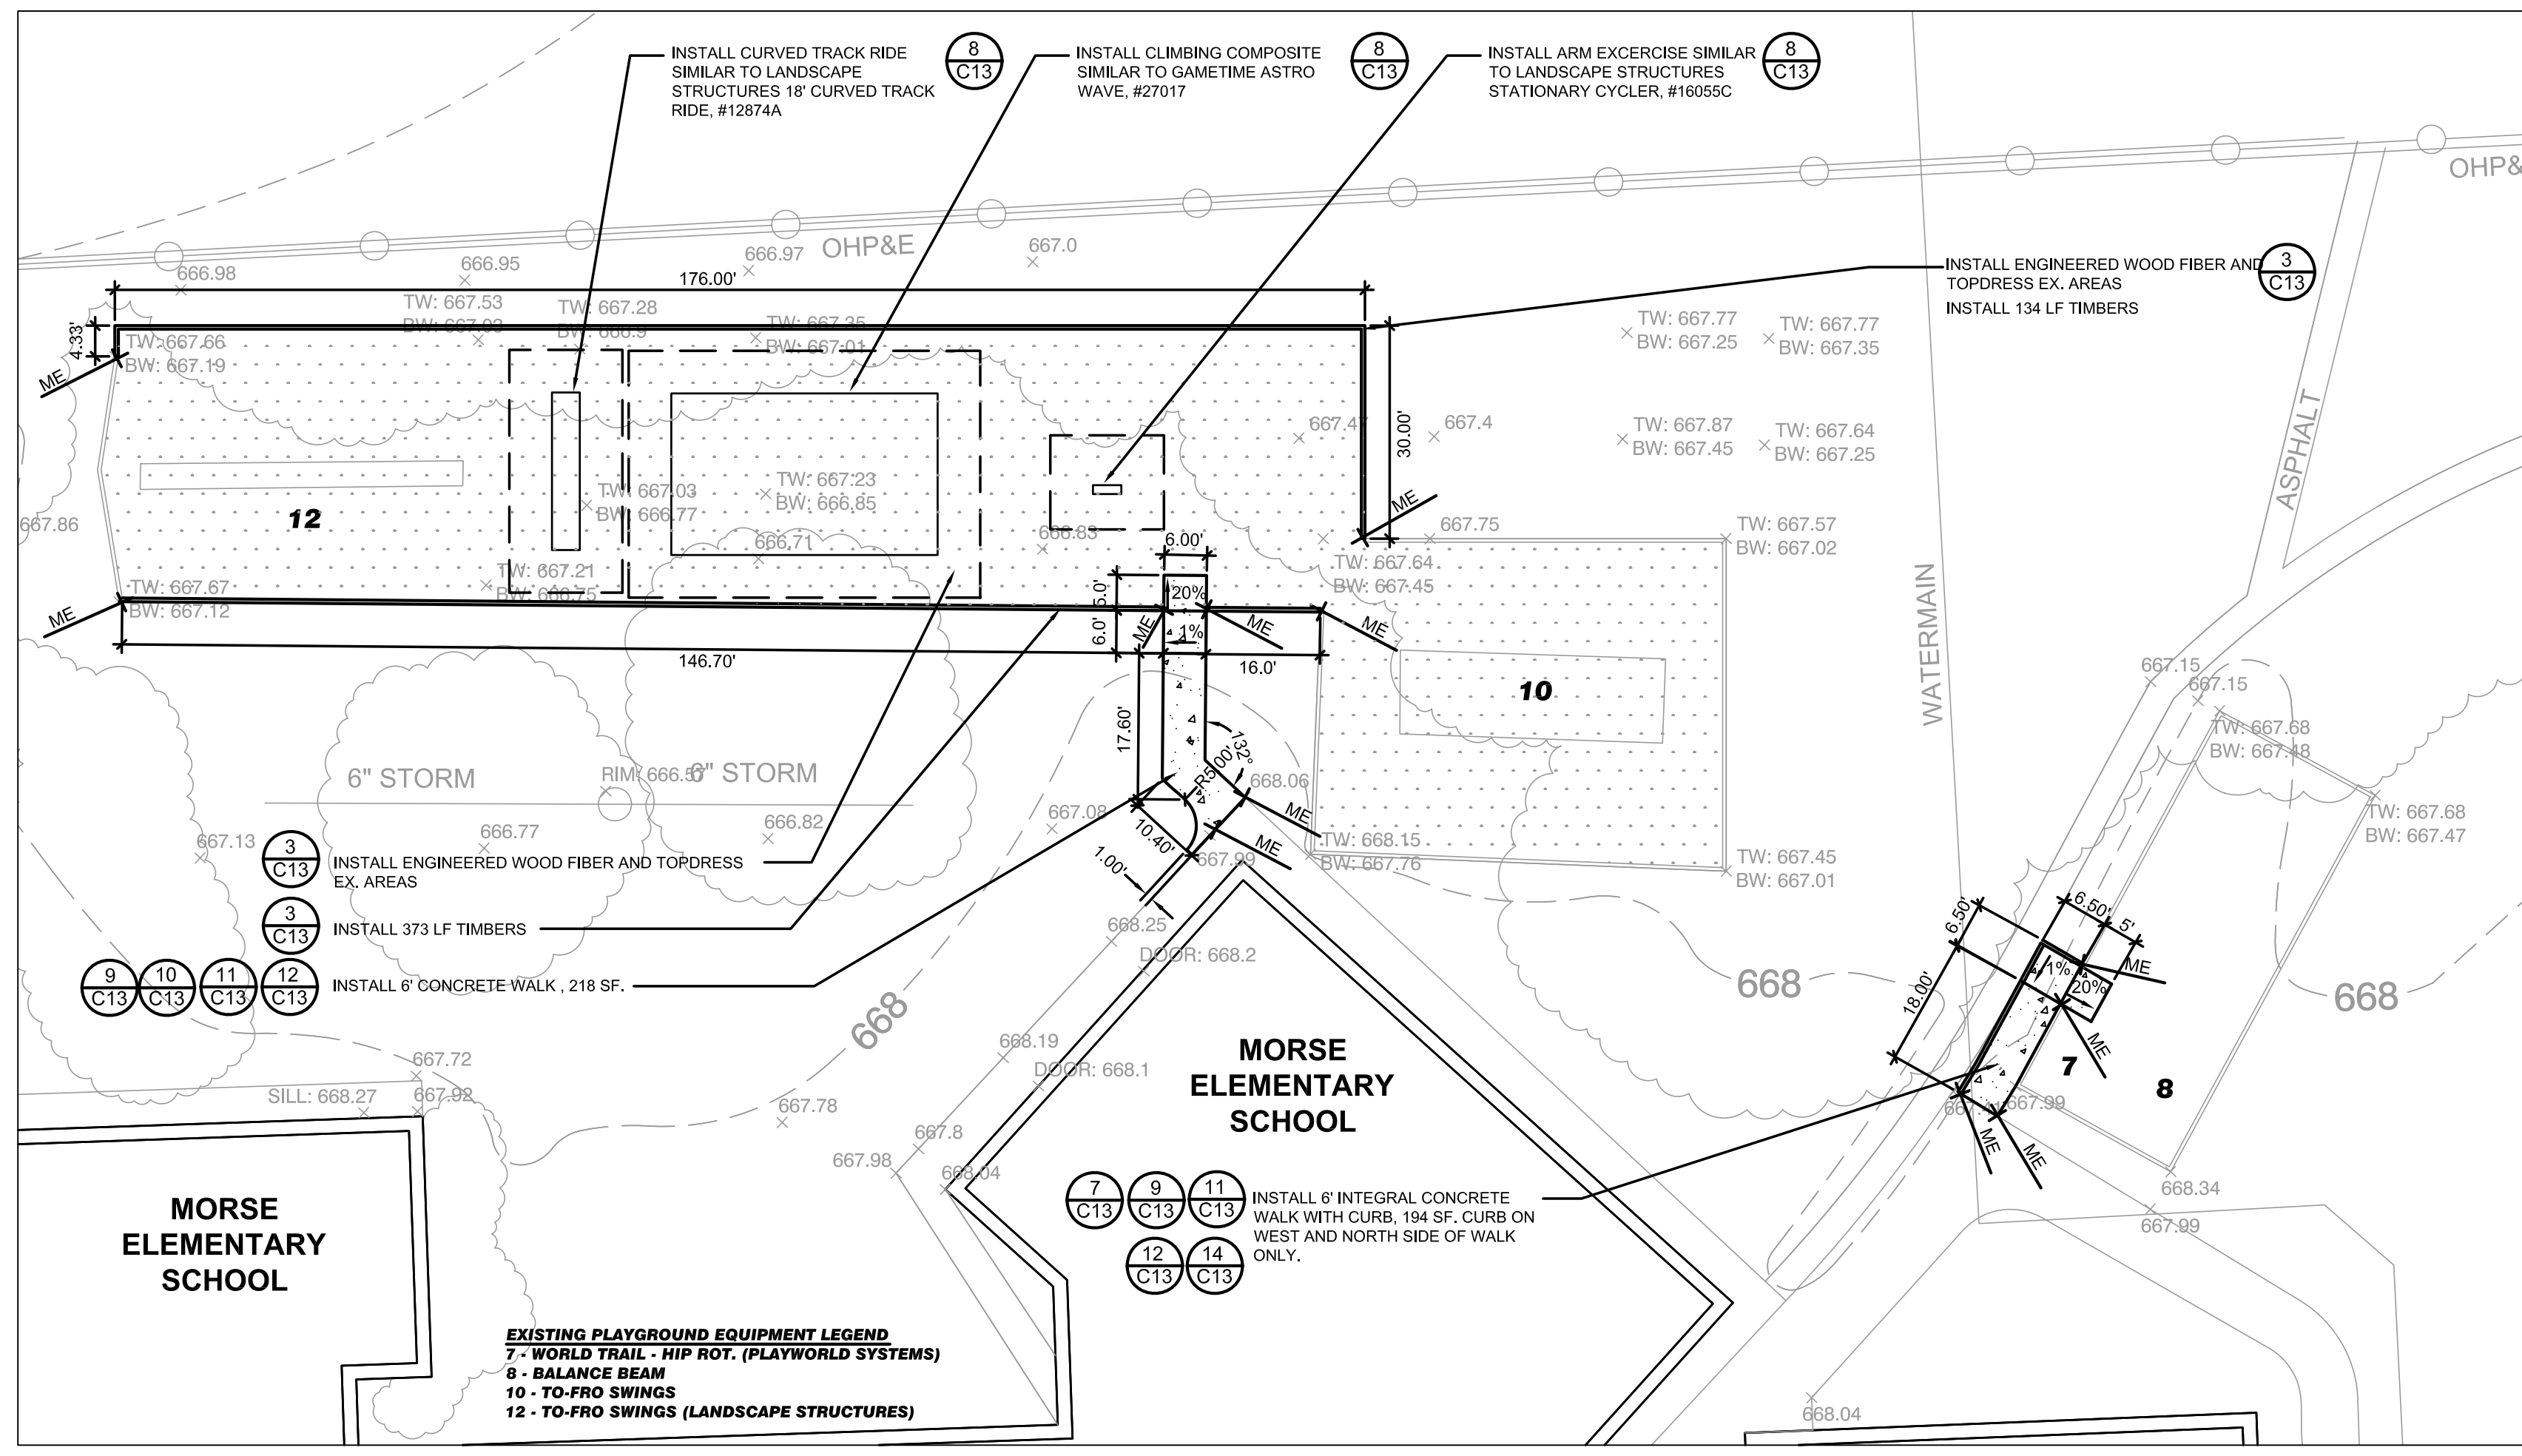 INSTALL CURVED TRACK RIDE
SIMILAR TO LANDSCAPE
STRUCTURES 18' CURVED TRACK
RIDE, #12874A
8
C13
INSTALL CLIMBING COMPOSITE
SIMILAR TO GAMETIME ASTRO
WAVE, #27017
8
C13
INSTALL ARM EXCERCISE SIMILAR
TO LANDSCAPE STRUCTURES
STATIONARY CYCLER, #16055C
8
C13
OHP&
OHP&E
666.98
666.95
666.97
667.0
176.00'
INSTALL ENGINEERED WOOD FIBER AND
TOPDRESS EX. AREAS
INSTALL 134 LF TIMBERS
3
C13
TW: 667.53
BW: 667.03
TW: 667.28
BW: 666.9
TW: 667.35
BW: 667.01
4.33'
TW: 667.66
BW: 667.19
ME
TW: 667.77
BW: 667.25
TW: 667.77
BW: 667.35
667.47
667.4
30.00'
TW: 667.87
BW: 667.45
TW: 667.64
BW: 667.25
ASPHALT
667.86
12
TW: 667.03
BW: 666.77
TW: 667.23
BW: 666.85
ME
666.71
666.83
667.75
TW: 667.57
BW: 667.02
6.00'
TW: 667.64
BW: 667.45
TW: 667.21
BW: 666.75
TW: 667.67
BW: 667.12
ME
5.0'
20%
6.0'
ME
1%
ME
ME
146.70'
16.0'
WATERMAIN
10
667.15
667.15
17.60'
132°
R5.00'
TW: 667.68
BW: 667.48
6" STORM
RIM: 666.57
6" STORM
668.06
667.08
ME
TW: 667.68
BW: 667.47
667.13
666.77
666.82
10.40'
ME
667.99
1.00'
TW: 668.15
BW: 667.76
TW: 667.45
BW: 667.01
3
C13
INSTALL ENGINEERED WOOD FIBER AND TOPDRESS
EX. AREAS
3
C13
INSTALL 373 LF TIMBERS
9
C13
10
C13
11
C13
12
C13
INSTALL 6' CONCRETE WALK , 218 SF.
668.25
DOOR: 668.2
6.50'
6.50'
5'
668
668
668
18.00'
1%
ME
20%
ME
668.19
DOOR: 668.1
MORSE
ELEMENTARY
SCHOOL
7
8
667.72
SILL: 668.27
667.92
667.78
667.99
ME
ME
667.8
667.98
668.04
668.34
667.99
7
C13
9
C13
11
C13
12
C13
14
C13
INSTALL 6' INTEGRAL CONCRETE
WALK WITH CURB, 194 SF. CURB ON
WEST AND NORTH SIDE OF WALK
ONLY.
MORSE
ELEMENTARY
SCHOOL
EXISTING PLAYGROUND EQUIPMENT LEGEND
7 - WORLD TRAIL - HIP ROT. (PLAYWORLD SYSTEMS)
8 - BALANCE BEAM
10 - TO-FRO SWINGS
12 - TO-FRO SWINGS (LANDSCAPE STRUCTURES)
668.04